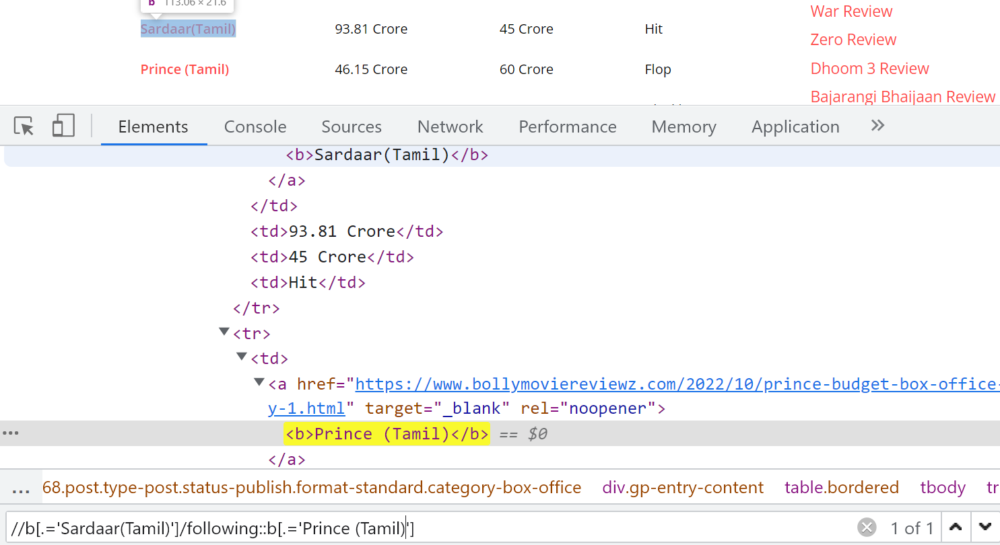 b 113.06 × 21.6
War Review
Sardaar(Tamil) 93.81 Crore 45 Crore Hit
Zero Review
Prince (Tamil) 46.15 Crore 60 Crore Flop
Dhoom 3 Review
Bajarangi Bhaijaan Review
Elements Console Sources Network Performance Memory Application
<b>Sardaar(Tamil)</b>
</a>
</td>
<td>93.81 Crore</td>
<td>45 Crore</td>
<td>Hit</td>
</tr>
<tr>
<td>
<a href="https://www.bollymoviereviewz.com/2022/10/prince-budget-box-office-
y-1.html" target="_blank" rel="noopener">
... <b>Prince (Tamil)</b> == $0
</a>
... 68.post.type-post.status-publish.format-standard.category-box-office div.gp-entry-content table.bordered tbody tr
//b[.='Sardaar(Tamil)']/following::b[.='Prince (Tamil)'] 1 of 1